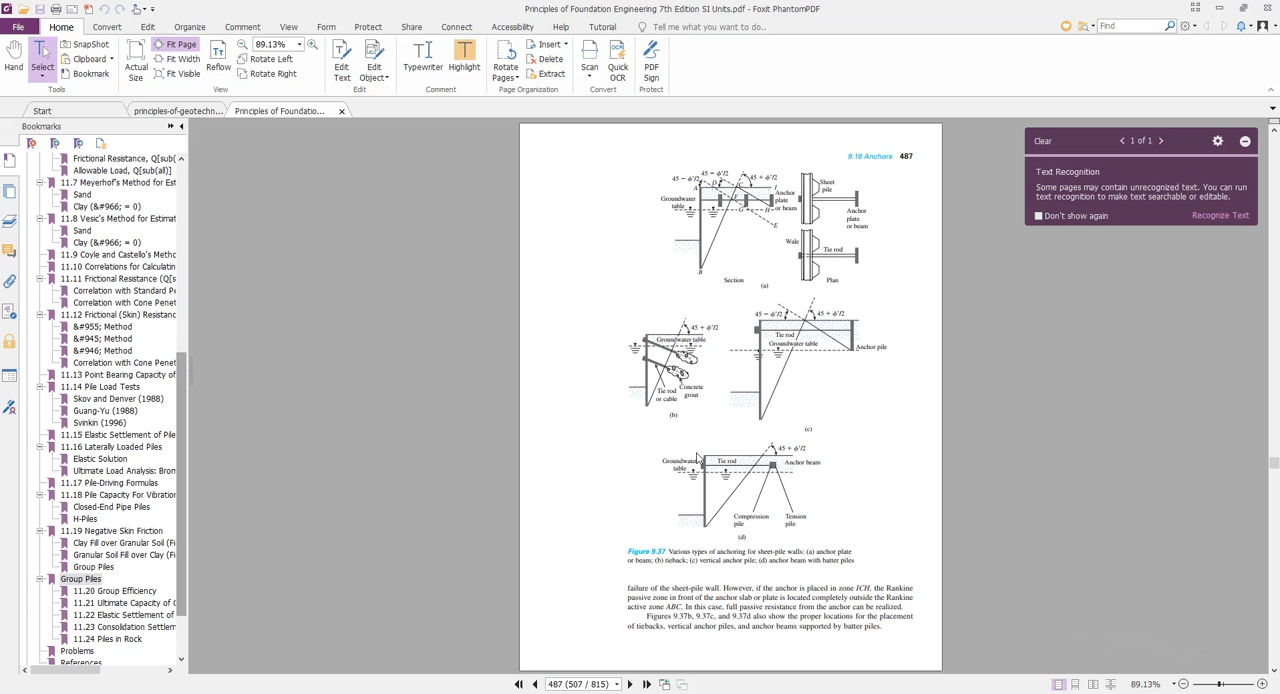 Principles of Foundation Engineering 7th Edition SI Units.pdf - Foxit PhantomPDF
File Home Convert Edit Organize Comment View Form Protect Share Connect Accessibility Help Tutorial Tell me what you want to do... Find
SnapShot
Clipboard
Bookmark
Hand
Select
Tools
Actual
Size
Fit Page
Fit Width
Fit Visible
Reflow
89.13%
Rotate Left
Rotate Right
View
Edit
Text
Edit
Object
Edit
Typewriter
Highlight
Comment
Rotate
Pages
Insert
Delete
Extract
Page Organization
Scan
Quick
OCR
Convert
PDF
Sign
Protect
Start principles-of-geotechn... Principles of Foundatio...
Bookmarks
Frictional Resistance, Q[sub(
Allowable Load, Q[sub(all)]
11.7 Meyerhof's Method for Est
Sand
Clay (&#966; = 0)
11.8 Vesic's Method for Estimat
Sand
Clay (&#966; = 0)
11.9 Coyle and Castello's Meth
11.10 Correlations for Calculatin
11.11 Frictional Resistance (Q[s
Correlation with Standard P
Correlation with Cone Penet
11.12 Frictional (Skin) Resistanc
&#955 Method
&#945; Method
&#946; Method
Correlation with Cone Penet
11.13 Point Bearing Capacity of
11.14 Pile Load Tests
Skov and Denver (1988)
Guang-Yu (1988)
Svinkin (1996)
11.15 Elastic Settlement of Pile
11.16 Laterally Loaded Piles
Elastic Solution
Ultimate Load Analysis: Brom
11.17 Pile-Driving Formulas
11.18 Pile Capacity For Vibration
Closed-End Pipe Piles
H-Piles
11.19 Negative Skin Friction
Clay Fill over Granular Soil (F
Granular Soil Fill over Clay (Fi
Group Piles
Group Piles
11.20 Group Efficiency
11.21 Ultimate Capacity of G
11.22 Elastic Settlement of
11.23 Consolidation Settlem
11.24 Piles in Rock
Problems
References
9.16 Anchors 487
45 − ϕ'/2
45 − ϕ'/2
45 + ϕ'/2
A D C I
F
G H
E
B
Groundwater
table
Anchor
plate
or beam
Section
(a)
Sheet
pile
Anchor
plate
or beam
Wale
Tie rod
Plan
45 + ϕ'/2
Groundwater table
Tie rod
or cable
Concrete
grout
(b)
45 − ϕ'/2
45 + ϕ'/2
Tie rod
Groundwater table
Anchor pile
(c)
45 + ϕ'/2
Groundwater
table
Tie rod
Anchor beam
Compression
pile
Tension
pile
(d)
Figure 9.37 Various types of anchoring for sheet-pile walls: (a) anchor plate
or beam; (b) tieback; (c) vertical anchor pile; (d) anchor beam with batter piles
failure of the sheet-pile wall. However, if the anchor is placed in zone ICH, the Rankine
passive zone in front of the anchor slab or plate is located completely outside the Rankine
active zone ABC. In this case, full passive resistance from the anchor can be realized.
Figures 9.37b, 9.37c, and 9.37d also show the proper locations for the placement
of tiebacks, vertical anchor piles, and anchor beams supported by batter piles.
Clear 1 of 1
Text Recognition
Some pages may contain unrecognized text. You can run
text recognition to make text searchable or editable.
Don't show again Recognize Text
487 (507 / 815)
89.13%